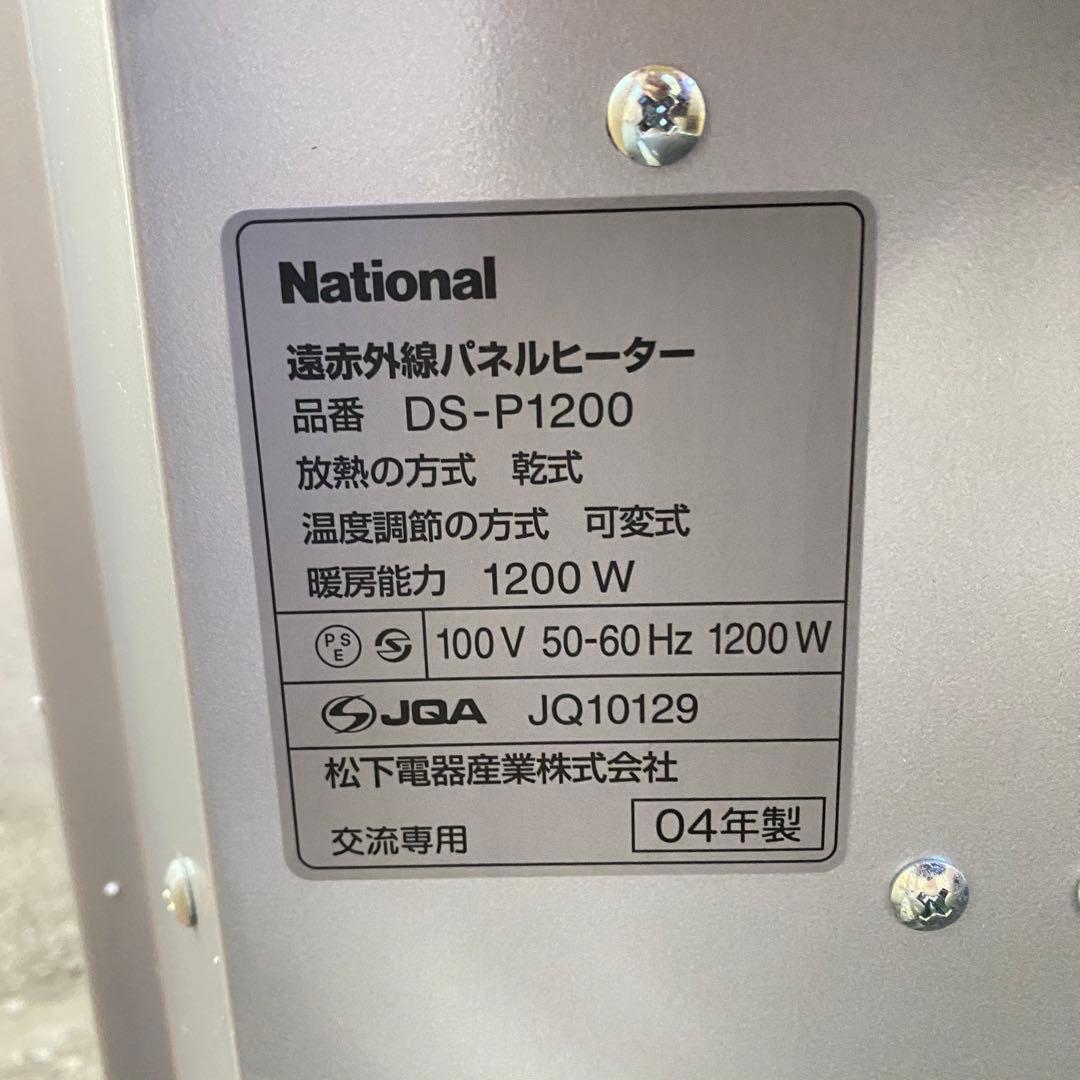 National
遠赤外線パネルヒーター
品番 DS-P1200
放熱の方式 乾式
温度調節の方式 可変式
暖房能力 1200 W
PSE 100 V 50-60 Hz 1200 W
JQA JQ10129
松下電器産業株式会社
交流専用 04年製